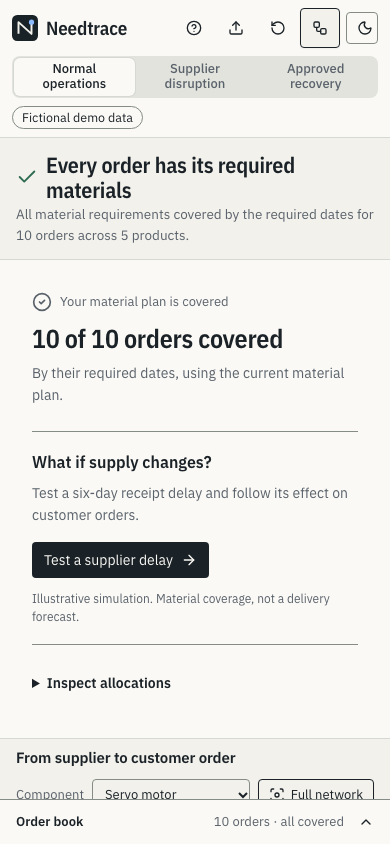 Needtrace
Normal
operations
Supplier
disruption
Approved
recovery
Fictional demo data
Every order has its required
materials
All material requirements covered by the required dates for
10 orders across 5 products.
Your material plan is covered
10 of 10 orders covered
By their required dates, using the current material
plan.
What if supply changes?
Test a six-day receipt delay and follow its effect on
customer orders.
Test a supplier delay
Illustrative simulation. Material coverage, not a delivery
forecast.
Inspect allocations
From supplier to customer order
Component Servo motor Full network
Order book 10 orders · all covered